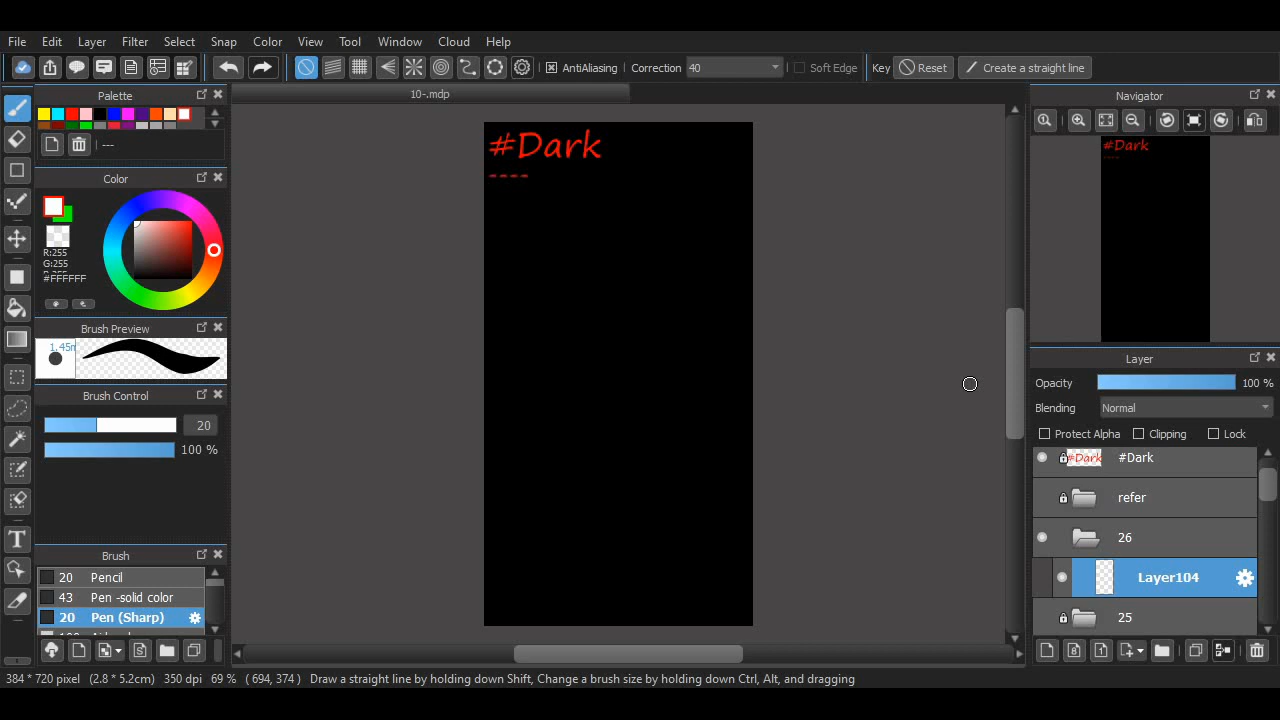 File Edit Layer Filter Select Snap Color View Tool Window Cloud Help
AntiAliasing Correction 40 Soft Edge Key Reset Create a straight line
Palette
---
Color
R:255
G:255
#FFFFFF
Brush Preview
Brush Control
20
100 %
Brush
20 Pencil
43 Pen -solid color
20 Pen (Sharp)
10-.mdp
#Dark
----
Navigator
#Dark
----
Layer
Opacity 100 %
Blending Normal
Protect Alpha Clipping Lock
#Dark #Dark
refer
26
Layer104
25
384 * 720 pixel (2.8 * 5.2cm) 350 dpi 69 % ( 694, 374 ) Draw a straight line by holding down Shift, Change a brush size by holding down Ctrl, Alt, and dragging